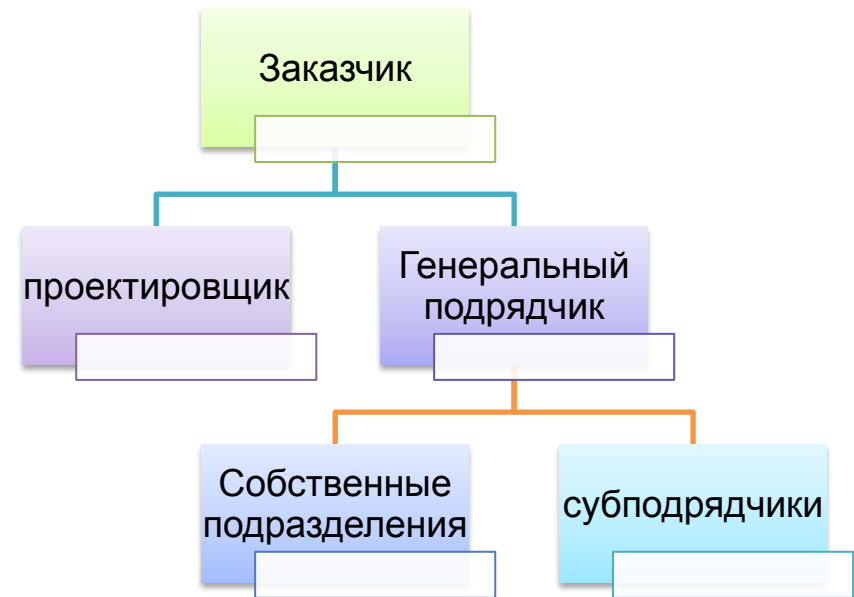 Заказчик
проектировщик
Генеральный
подрядчик
Собственные
подразделения
субподрядчики